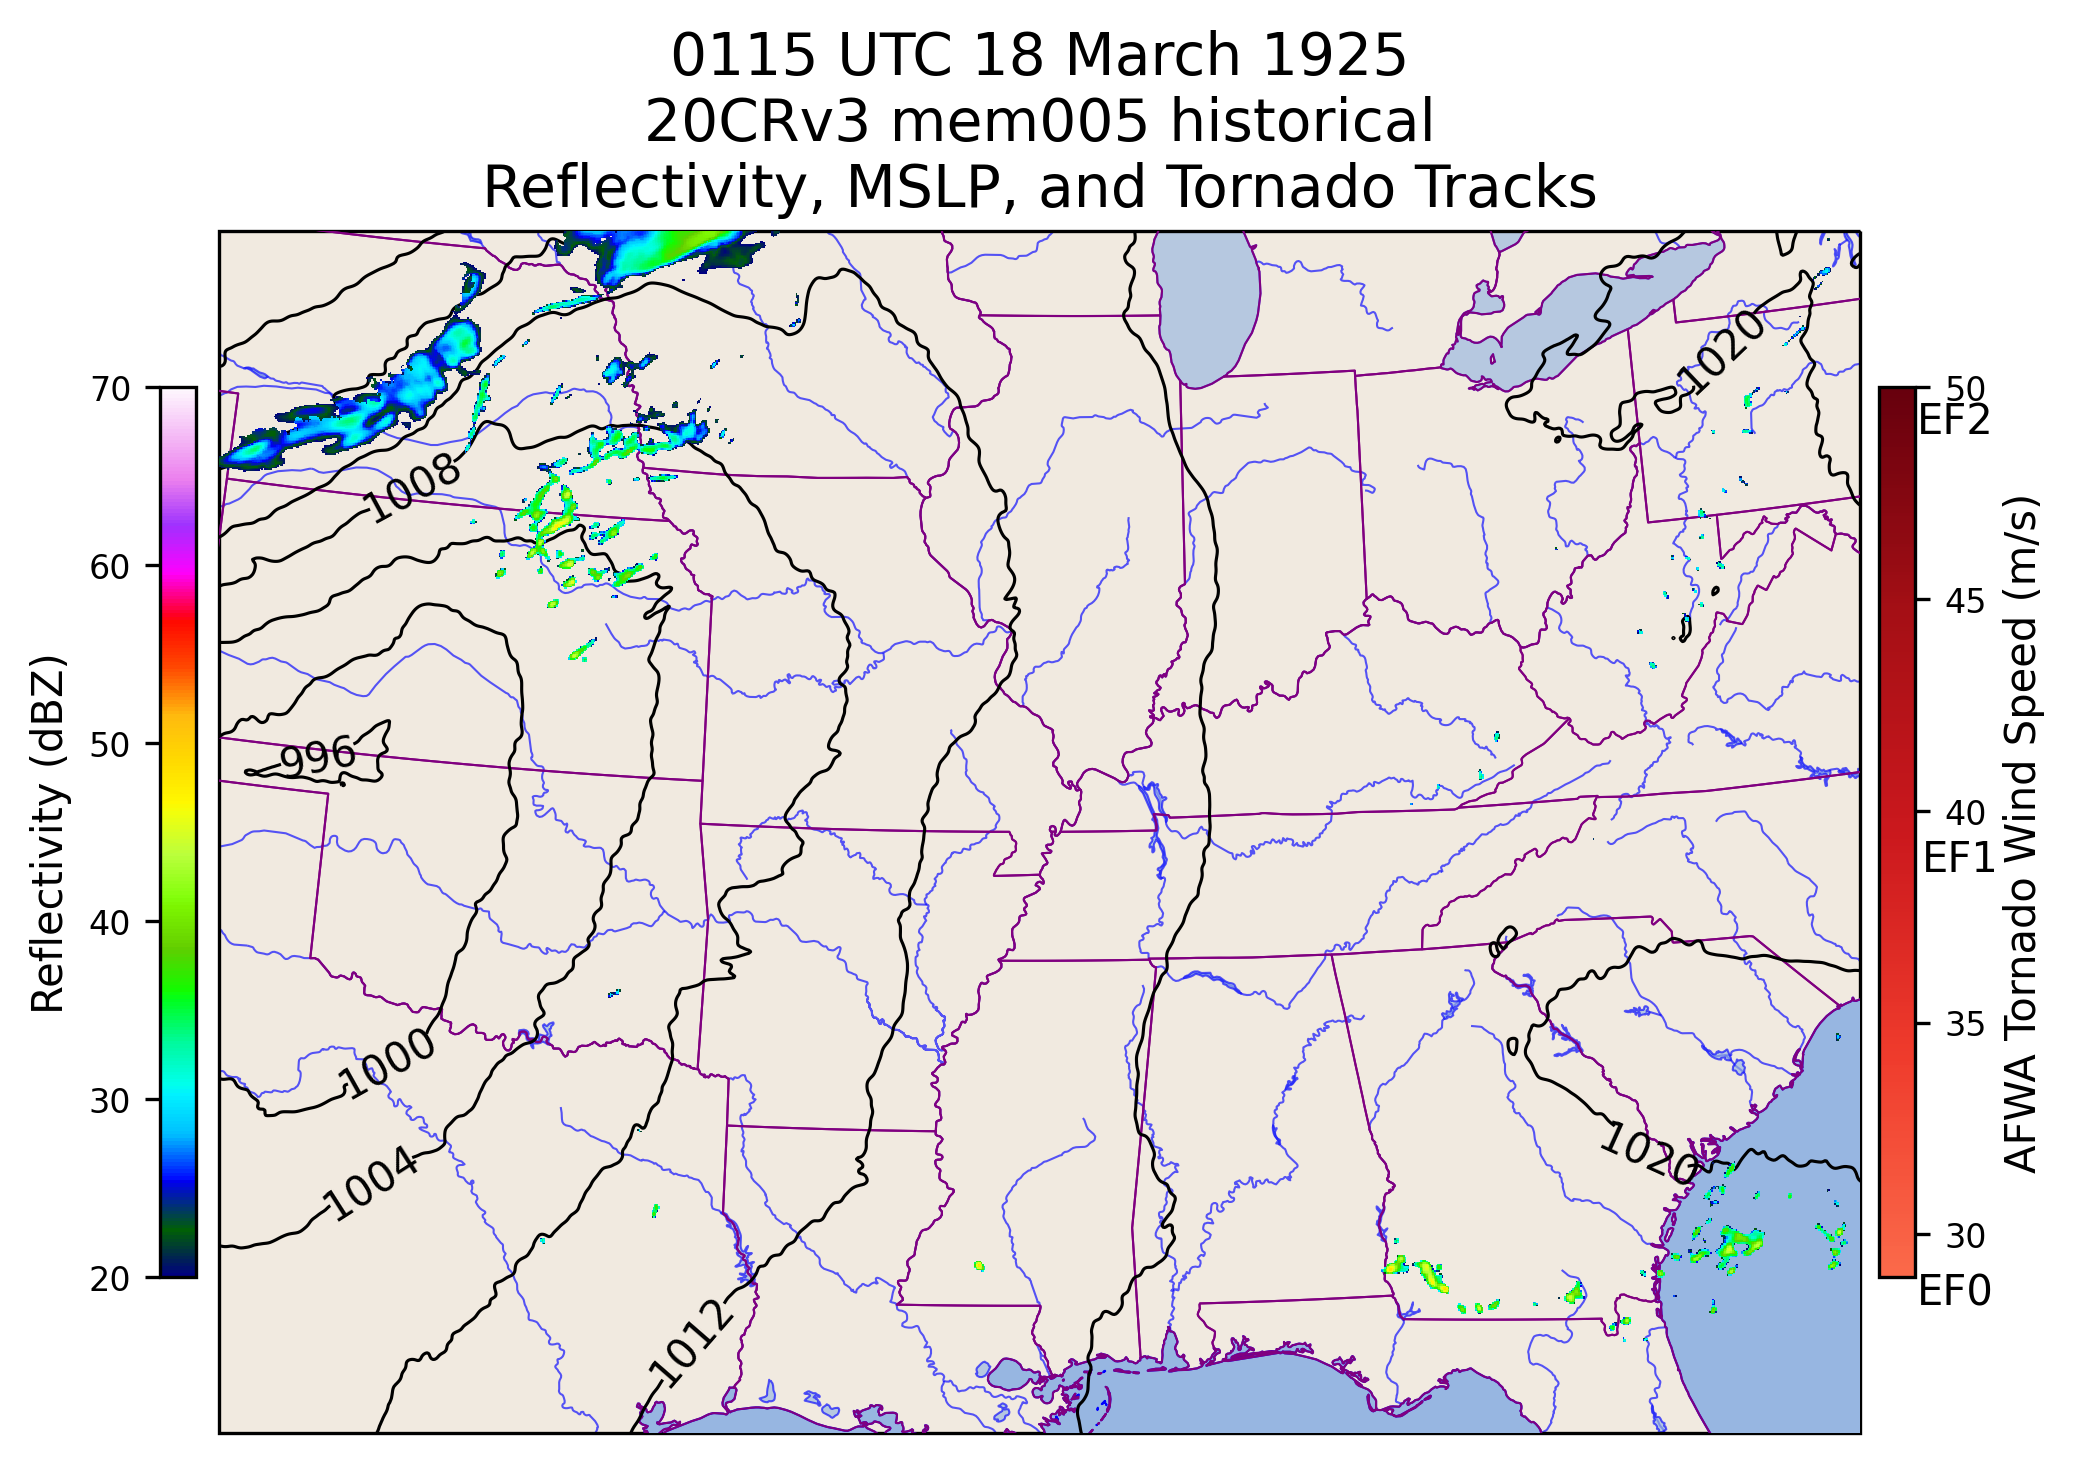 0115 UTC 18 March 1925
20CRv3 mem005 historical
Reflectivity, MSLP, and Tornado Tracks
Reflectivity (dBZ)
70
60
50
40
30
20
1008
996
1000
1004
1012
1020
1020
50
EF2
45
40
EF1
35
30
EF0
AFWA Tornado Wind Speed (m/s)